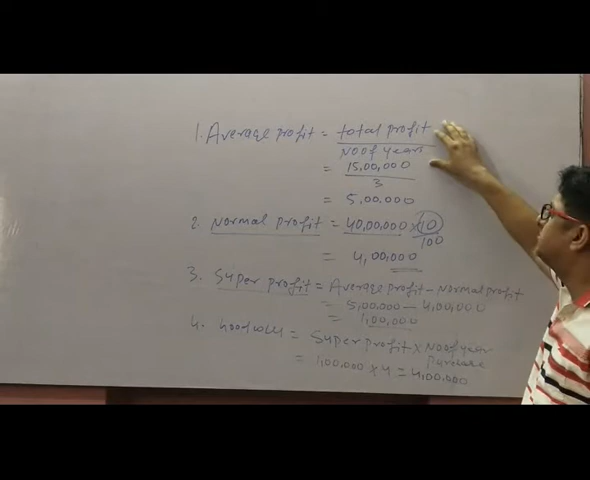 1. Average profit = total profit
No of years
= 15,00,000
3
= 5,00,000
2. Normal profit = 40,00,000 × 10
100
= 4,00,000
3. Super profit = Average profit - Normal profit
= 5,00,000 - 4,00,000
= 1,00,000
4. Goodwill = Super profit × No of year
Purchase
= 100,000 × 4 = 4,00,000